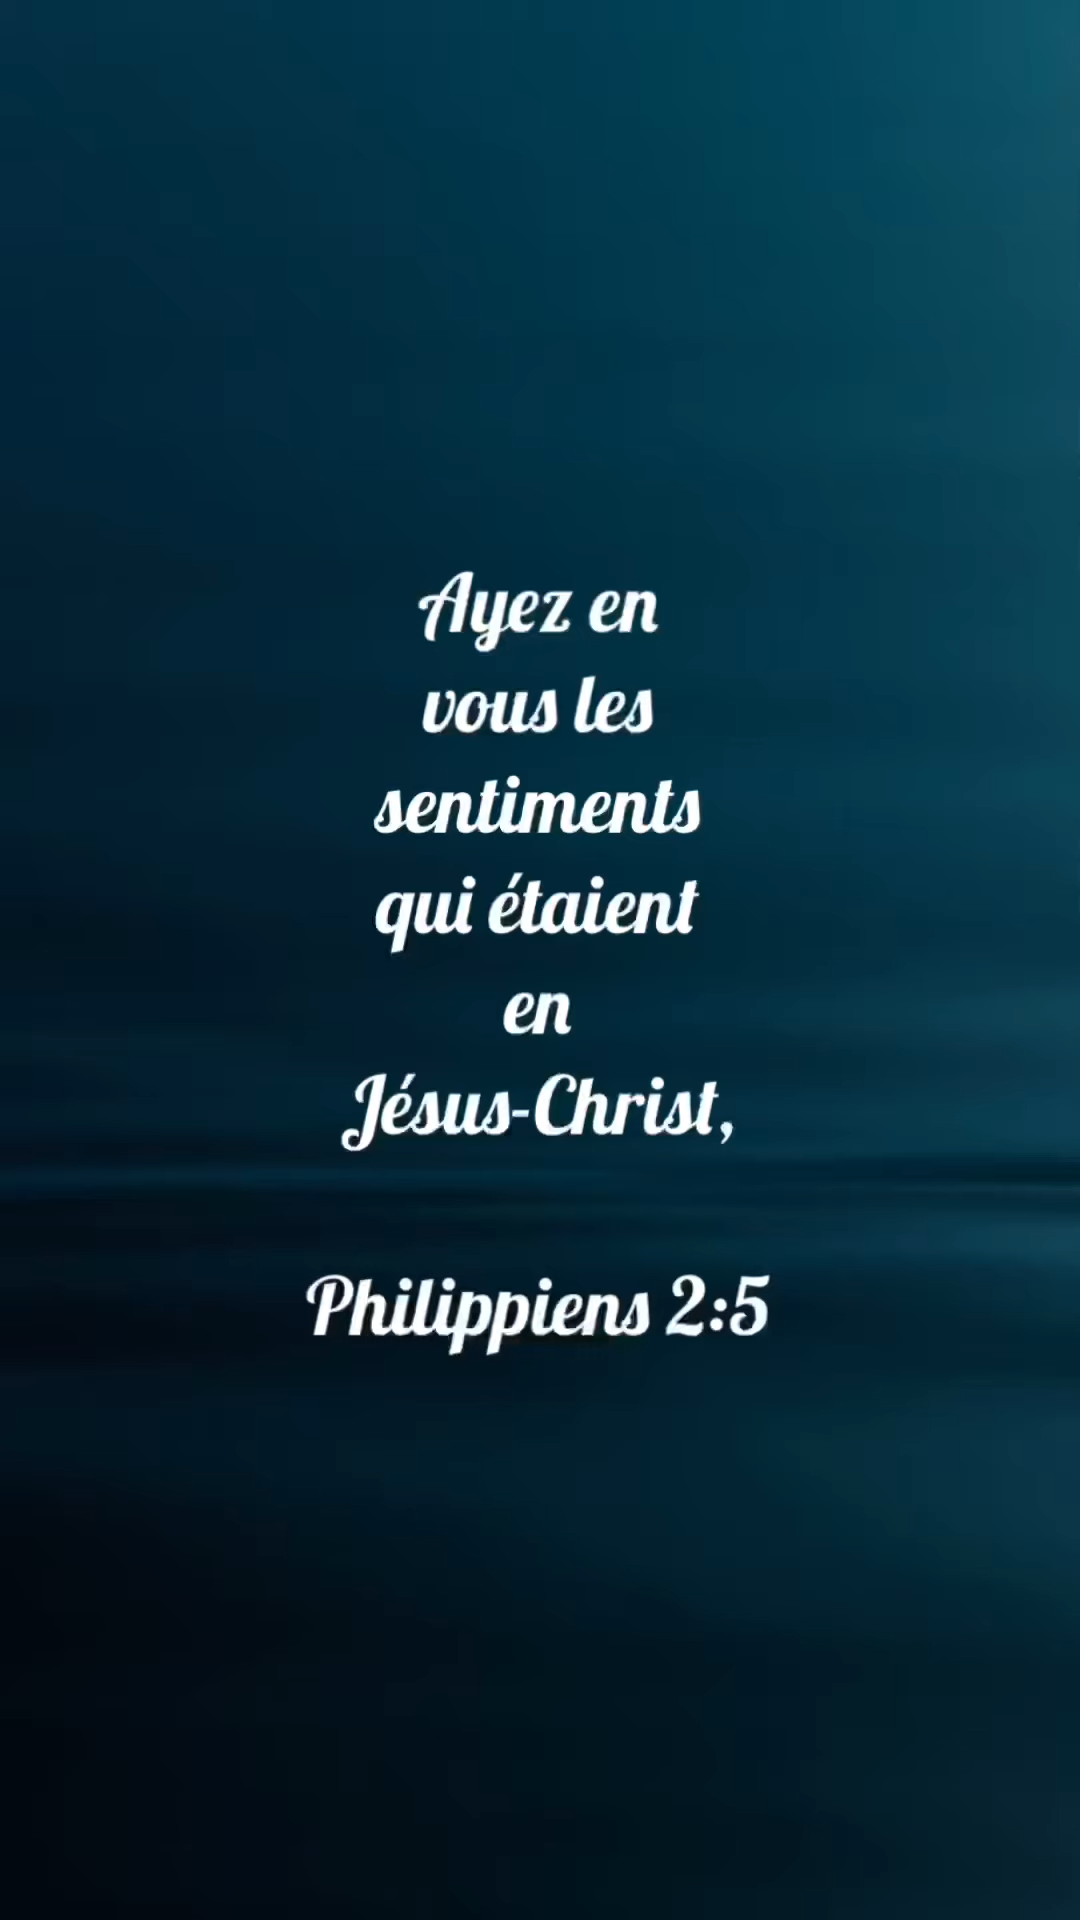 Ayez en
vous les
sentiments
qui étaient
en
Jésus-Christ,
Philippiens 2:5